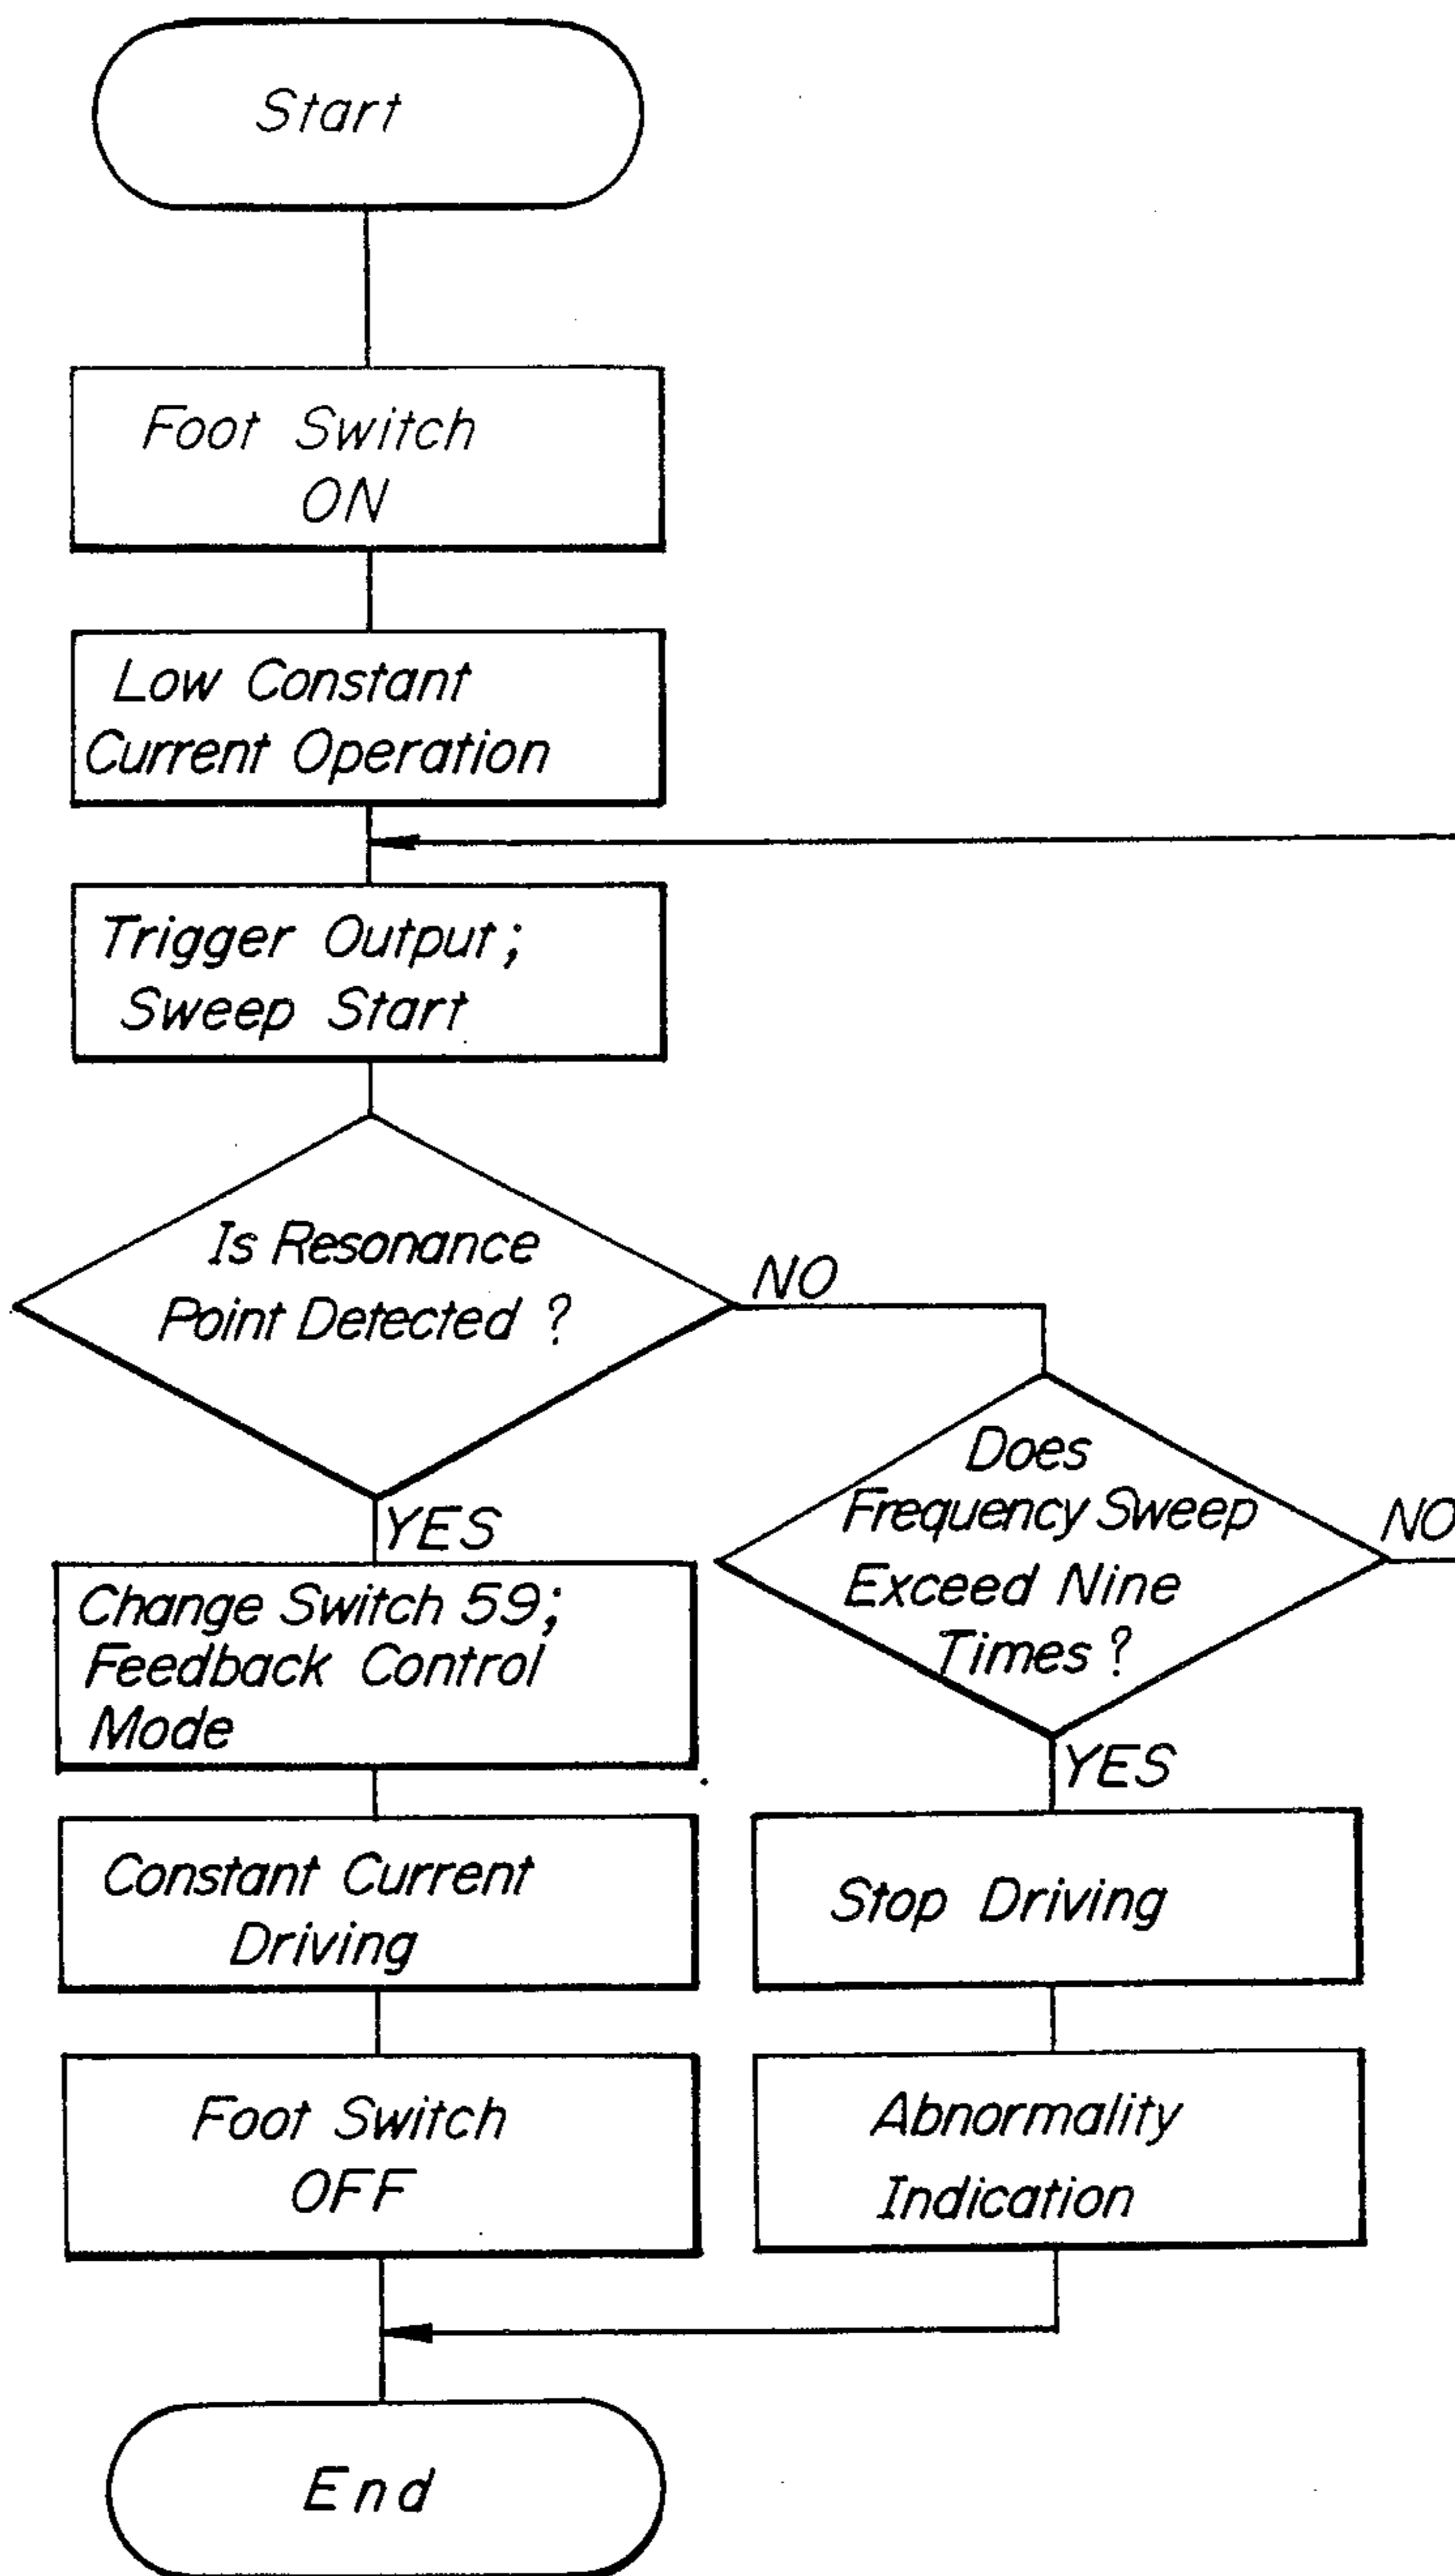 Start
Foot Switch
ON
Low Constant
Current Operation
Trigger Output;
Sweep Start
Is Resonance
Point Detected ?
NO
YES
Does
Frequency Sweep
Exceed Nine
Times ?
NO
YES
Change Switch 59;
Feedback Control
Mode
Constant Current
Driving
Foot Switch
OFF
Stop Driving
Abnormality
Indication
End